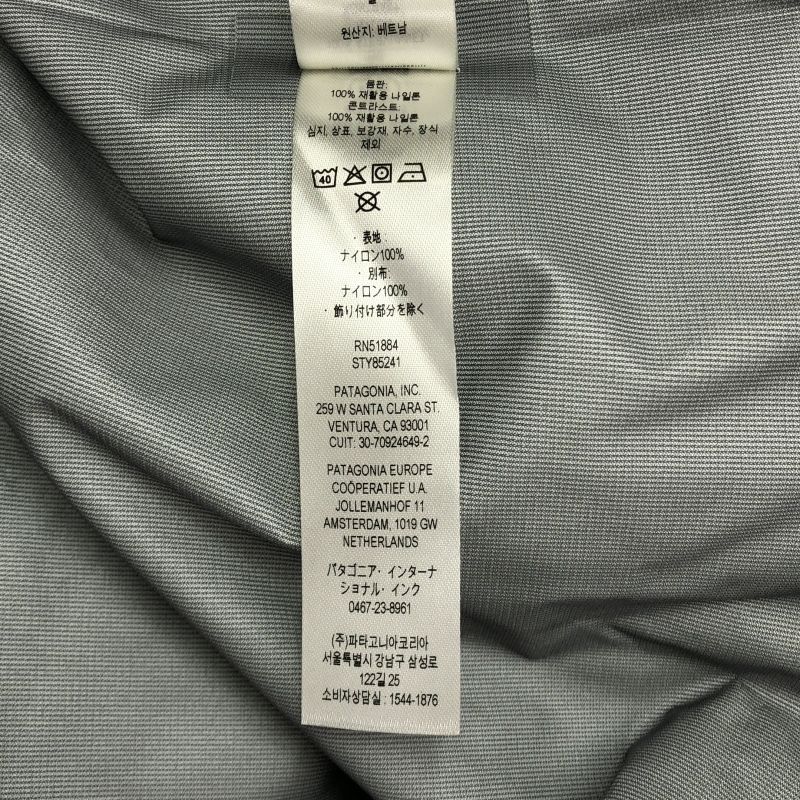 원산지: 베트남
몸판:
100% 재활용 나일론
콘트라스트:
100% 재활용 나일론
심지, 상표, 보강재, 자수, 장식
제외
40
・表地
ナイロン100%
・別布
ナイロン100%
・飾り付け部分を除く
RN51884
STY85241
PATAGONIA, INC.
259 W SANTA CLARA ST.
VENTURA, CA 93001
CUIT: 30-70924649-2
PATAGONIA EUROPE
COÖPERATIEF U.A.
JOLLEMANHOF 11
AMSTERDAM, 1019 GW
NETHERLANDS
パタゴニア・インターナ
ショナル・インク
0467-23-8961
(주)파타고니아코리아
서울특별시 강남구 삼성로
122길 25
소비자상담실 : 1544-1876